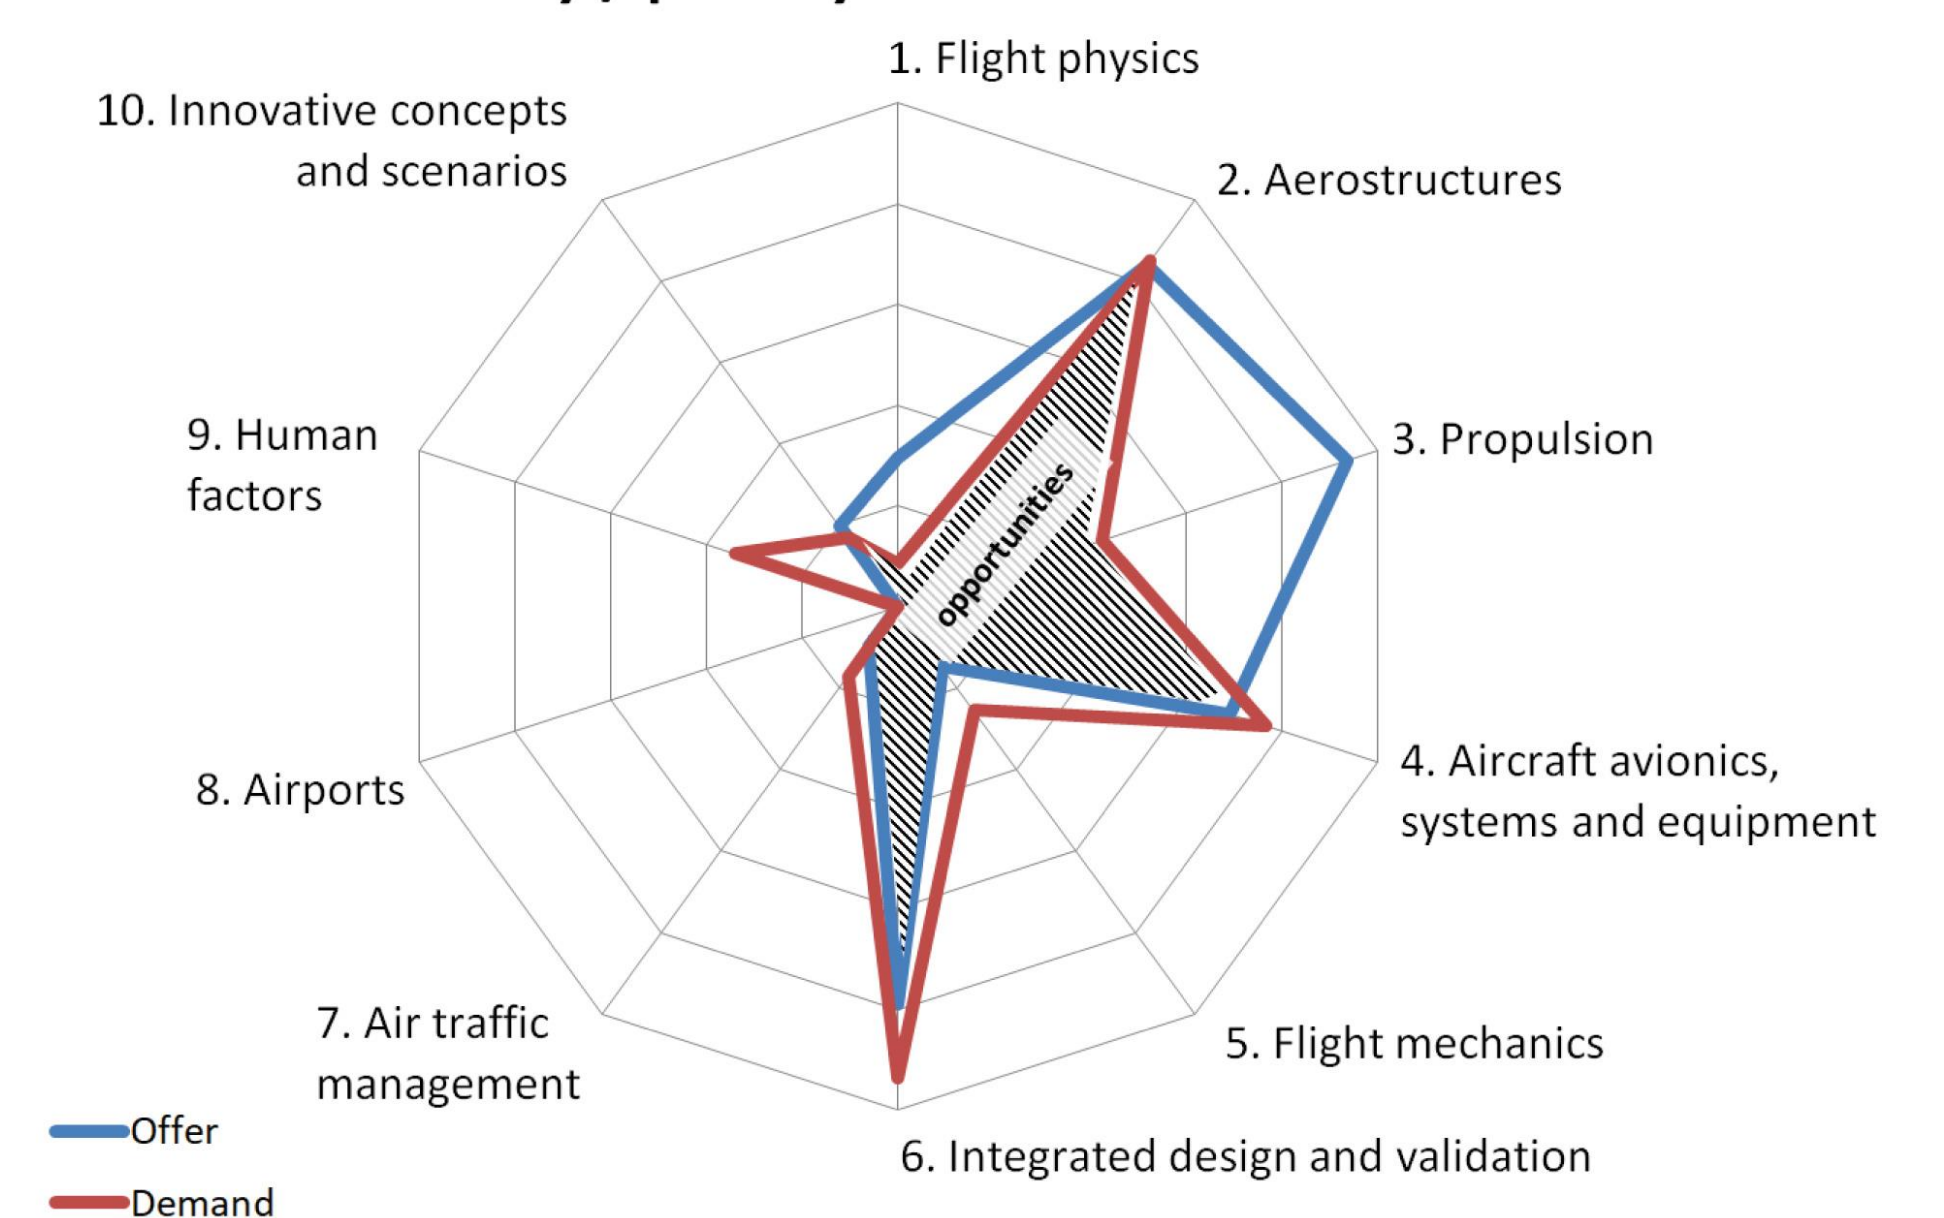 1. Flight physics
10. Innovative concepts
and scenarios
2. Aerostructures
9. Human
factors
3. Propulsion
opportunities
8. Airports
4. Aircraft avionics,
systems and equipment
7. Air traffic
management
5. Flight mechanics
6. Integrated design and validation
Offer
Demand